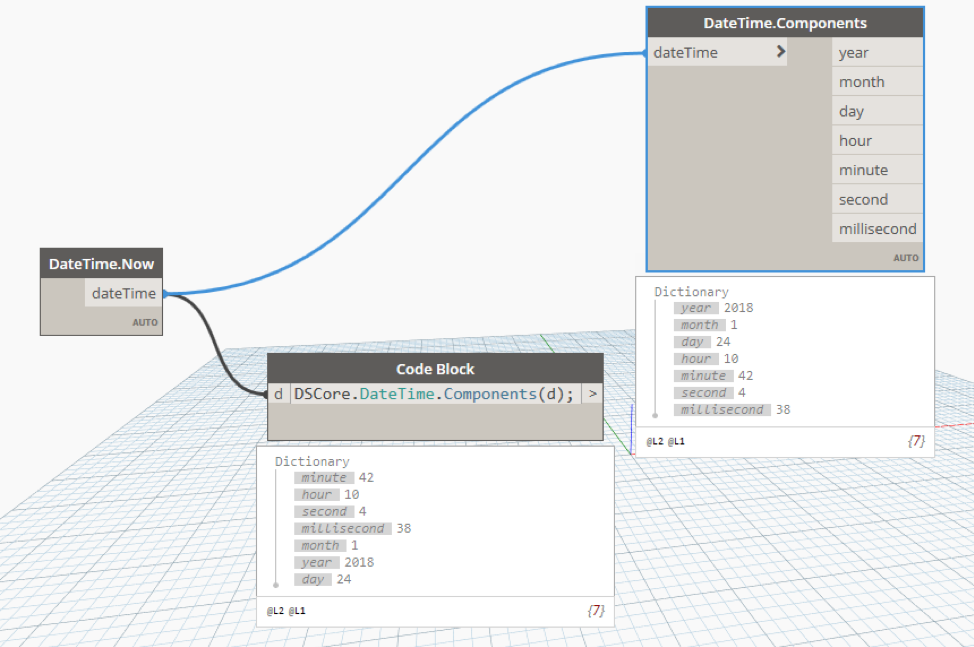 DateTime.Components
dateTime >
year
month
day
hour
minute
second
millisecond
AUTO
DateTime.Now
dateTime
AUTO
Dictionary
year 2018
month 1
day 24
hour 10
minute 42
second 4
millisecond 38
@L2 @L1 {7}
Code Block
d DSCore.DateTime.Components(d); >
Dictionary
minute 42
hour 10
second 4
millisecond 38
month 1
year 2018
day 24
@L2 @L1 {7}